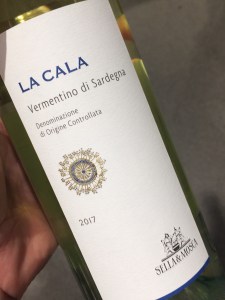 LA CALA
Vermentino di Sardegna
Denominazione
di Origine Controllata
2017
SELLA&MOSCA